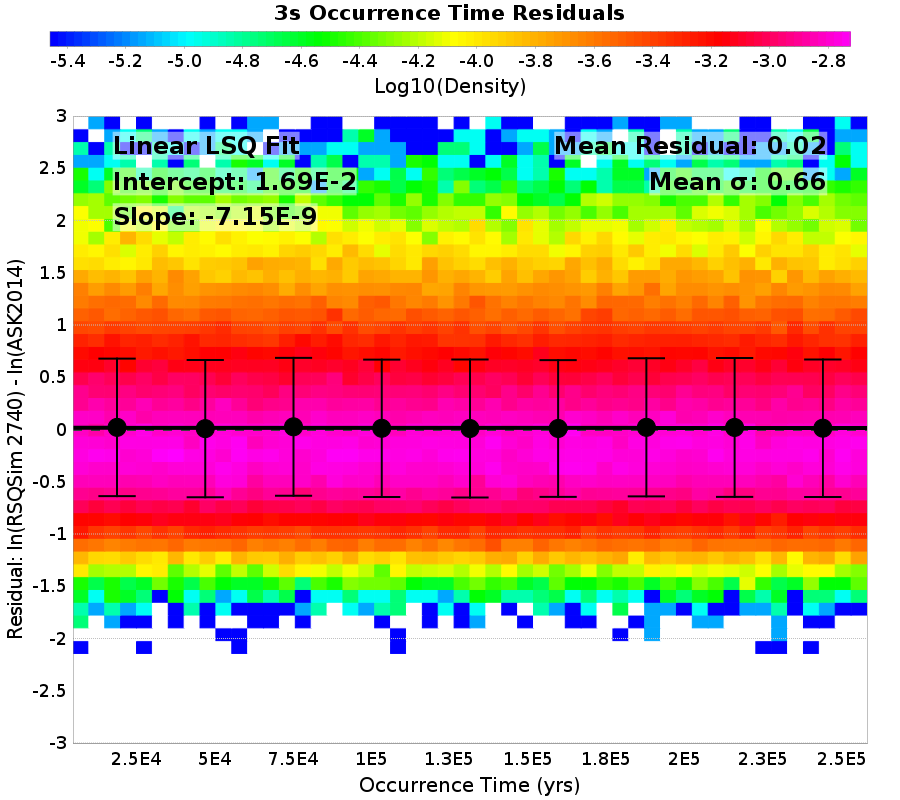 3s Occurrence Time Residuals
-5.4 -5.2 -5.0 -4.8 -4.6 -4.4 -4.2 -4.0 -3.8 -3.6 -3.4 -3.2 -3.0 -2.8
Log10(Density)
Linear LSQ Fit
Intercept: 1.69E-2
Slope: -7.15E-9
Mean Residual: 0.02
Mean σ: 0.66
Residual: ln(RSQSim 2740) - ln(ASK2014)
3
2.5
2
1.5
1
0.5
0
-0.5
-1
-1.5
-2
-2.5
-3
2.5E4 5E4 7.5E4 1E5 1.3E5 1.5E5 1.8E5 2E5 2.3E5 2.5E5
Occurrence Time (yrs)